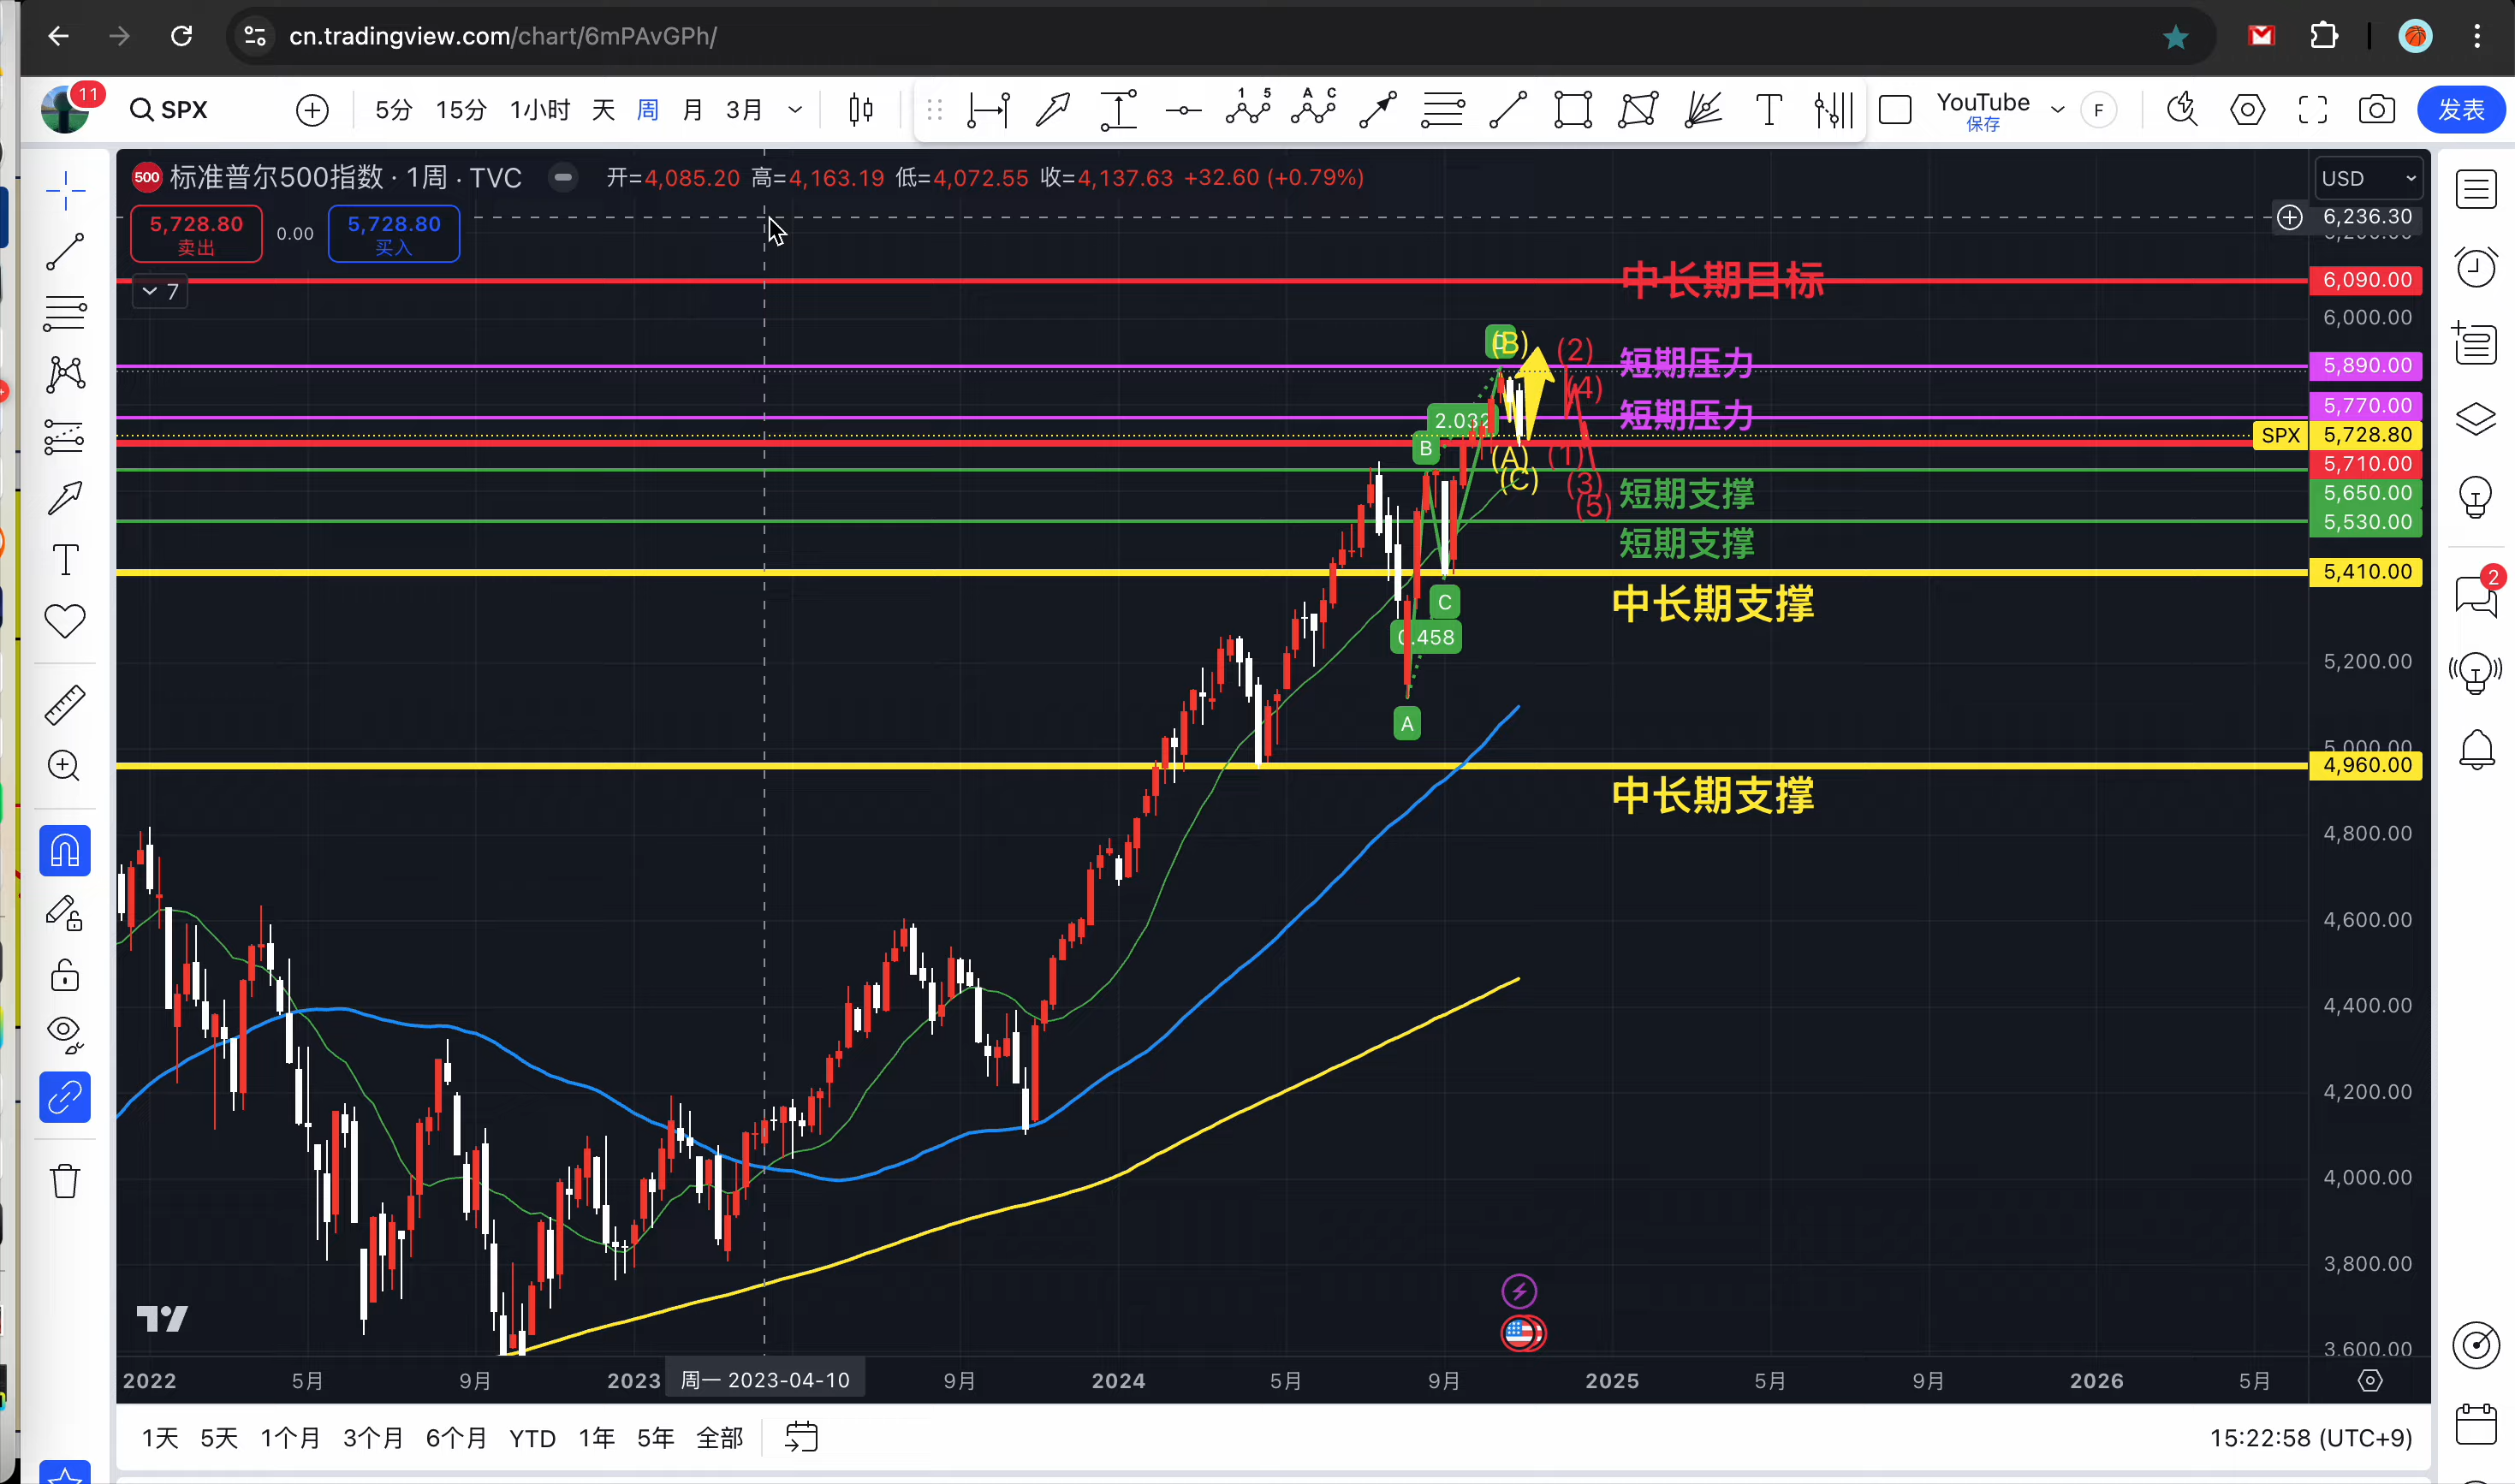 cn.tradingview.com/chart/6mPAvGPh/
11
SPX
5分 15分 1小时 天 周 月 3月
1 5
A C
T
YouTube
保存
F
发表
500 标准普尔500指数 · 1周 · TVC
开=4,085.20 高=4,163.19 低=4,072.55 收=4,137.63 +32.60 (+0.79%)
USD
5,728.80
卖出
0.00
5,728.80
买入
6,236.30
7
中长期目标
6,090.00
6,000.00
(B)
(2)
短期压力
5,890.00
(4)
2.032
短期压力
5,770.00
SPX 5,728.80
B
(A)
(1)
5,710.00
(C)
(3)
(5)
短期支撑
5,650.00
5,530.00
短期支撑
5,410.00
C
中长期支撑
0.458
5,200.00
A
5,000.00
4,960.00
中长期支撑
4,800.00
4,600.00
4,400.00
4,200.00
4,000.00
3,800.00
3,600.00
2
2022 5月 9月 2023 周一 2023-04-10 9月 2024 5月 9月 2025 5月 9月 2026 5月
1天 5天 1个月 3个月 6个月 YTD 1年 5年 全部
15:22:58 (UTC+9)